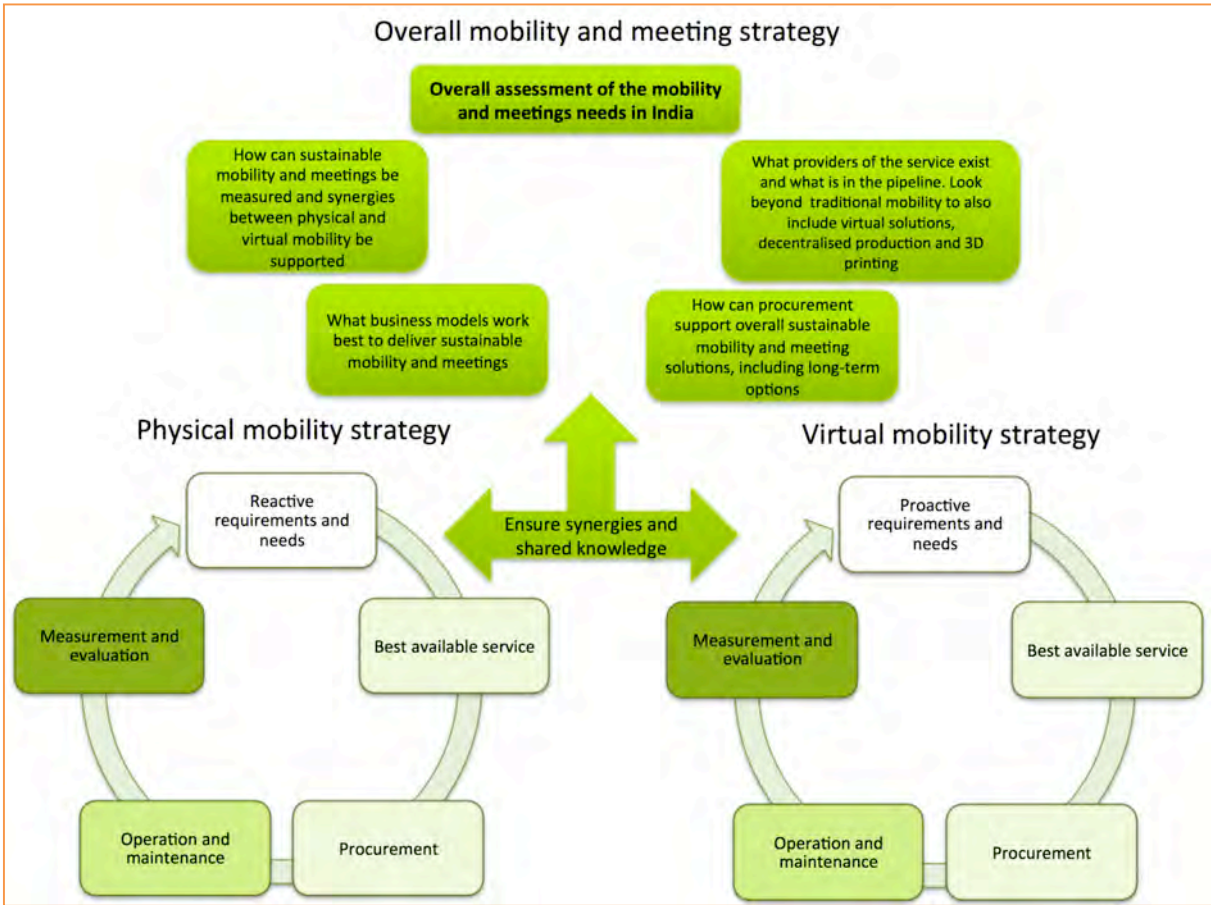 Overall mobility and meeting strategy
Overall assessment of the mobility
and meetings needs in India
How can sustainable
mobility and meetings be
measured and synergies
between physical and
virtual mobility be
supported
What providers of the service exist
and what is in the pipeline. Look
beyond traditional mobility to also
include virtual solutions,
decentralised production and 3D
printing
What business models work
best to deliver sustainable
mobility and meetings
How can procurement
support overall sustainable
mobility and meeting
solutions, including long-term
options
Physical mobility strategy
Reactive
requirements and
needs
Best available service
Procurement
Operation and
maintenance
Measurement and
evaluation
Ensure synergies and
shared knowledge
Virtual mobility strategy
Proactive
requirements and
needs
Best available service
Procurement
Operation and
maintenance
Measurement and
evaluation